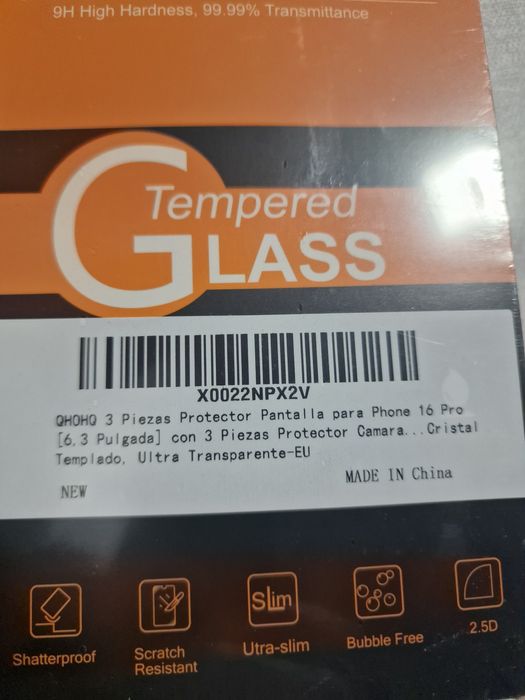 9H High Hardness, 99.99% Transmittance
Tempered
GLASS
X0022NPX2V
QHOHQ 3 Piezas Protector Pantalla para Phone 16 Pro
[6,3 Pulgada] con 3 Piezas Protector Camara...Cristal
Templado, Ultra Transparente-EU
MADE IN China
NEW
Slim
Shatterproof
Scratch
Resistant
Utra-slim
Bubble Free
2.5D